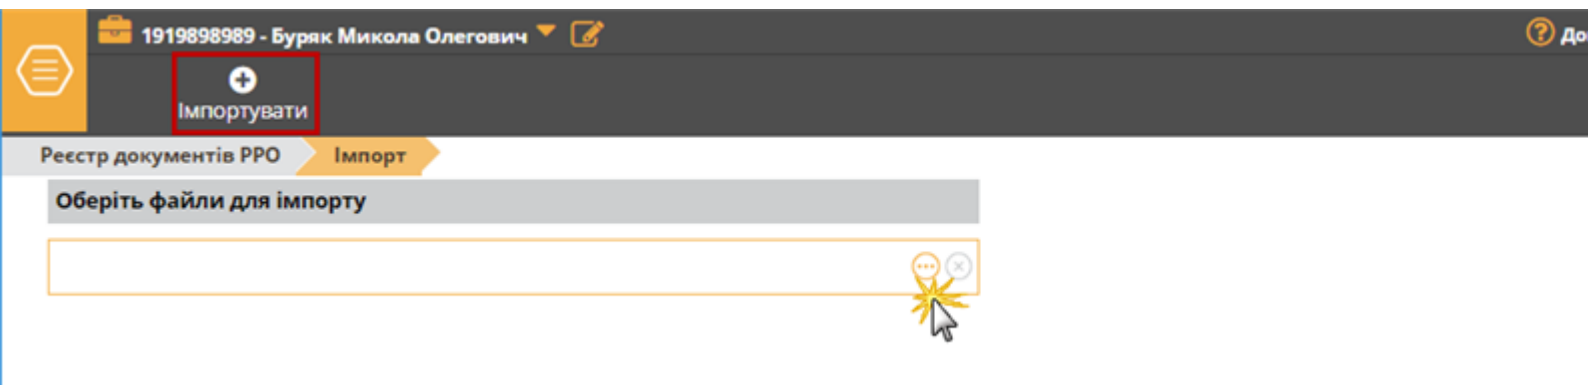 1919898989 - Буряк Микола Олегович
Імпортувати
Реєстр документів РРО
Імпорт
Оберіть файли для імпорту